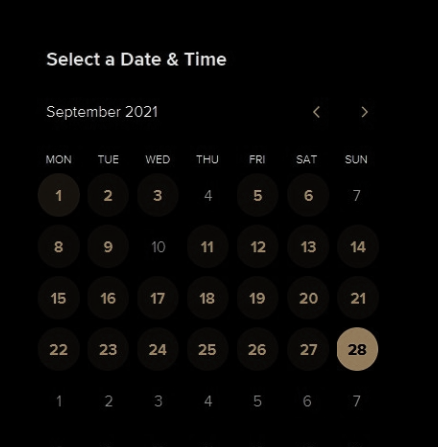 Select a Date & Time
September 2021
MON TUE WED THU FRI SAT SUN
1 2 3 4 5 6 7
8 9 10 11 12 13 14
15 16 17 18 19 20 21
22 23 24 25 26 27 28
1 2 3 4 5 6 7